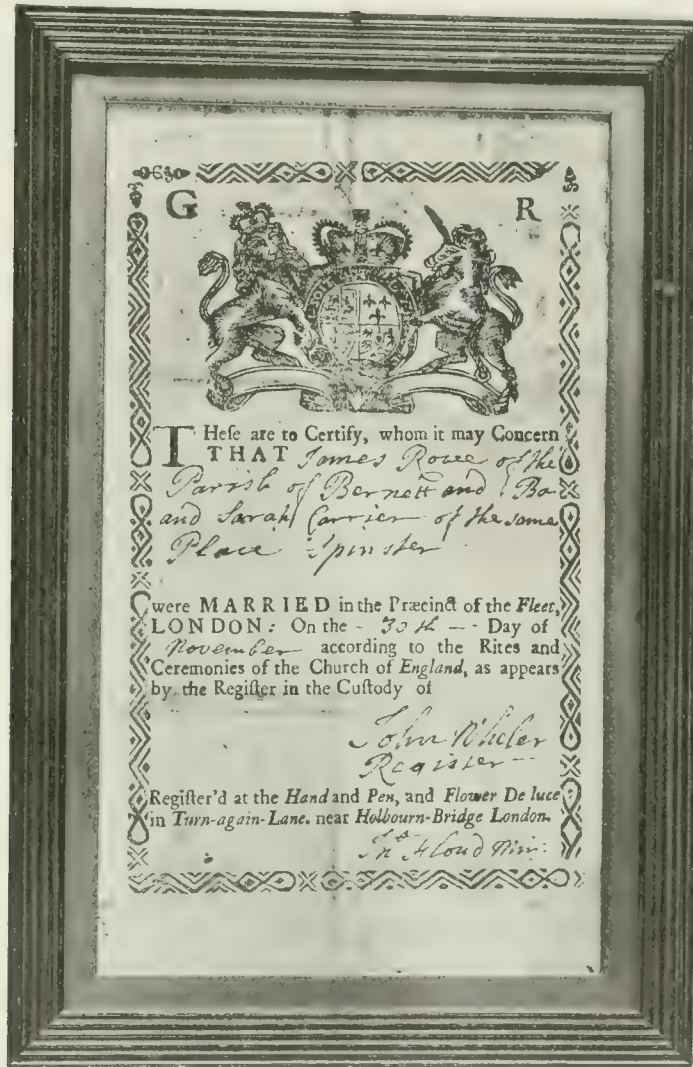 G R
THeſe are to Certify, whom it may Concern
THAT James Rowe of the
Parish of Bernett and Ba
and Sarah Carrier of the same
Place Spinster
were MARRIED in the Præcinct of the Fleet,
LONDON: On the - 30th - - Day of
November according to the Rites and
Ceremonies of the Church of England, as appears
by the Regiſter in the Cuſtody of
John Wheler
Register
Regiſter'd at the Hand and Pen, and Flower De luce
in Turn-again-Lane. near Holbourn-Bridge London.
Jno Floud Min: